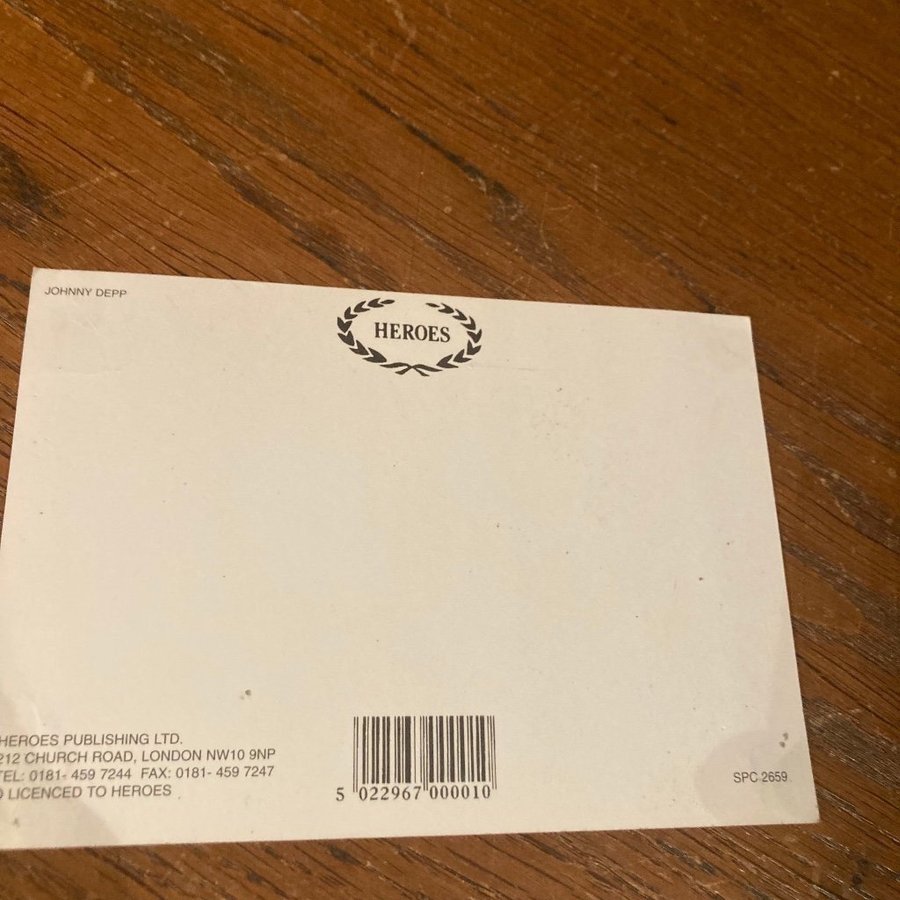 JOHNNY DEPP
HEROES
HEROES PUBLISHING LTD.
212 CHURCH ROAD, LONDON NW10 9NP
TEL: 0181- 459 7244 FAX: 0181- 459 7247
LICENCED TO HEROES
5 022967 000010
SPC 2659